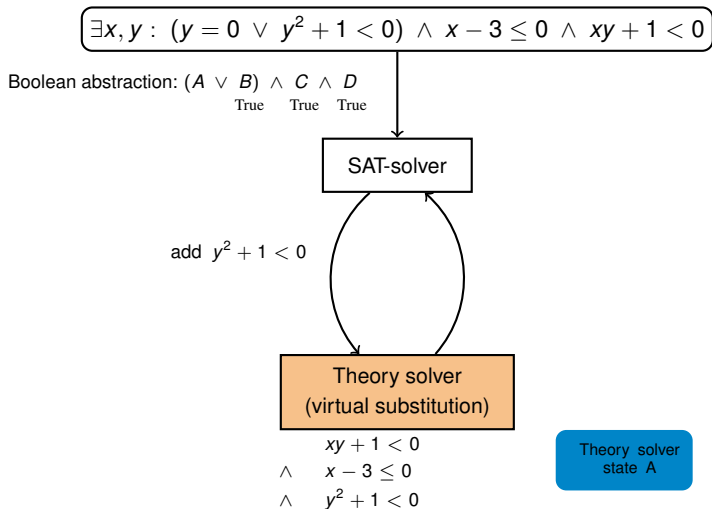 ∃x, y : (y = 0 ∨ y² + 1 < 0) ∧ x − 3 ≤ 0 ∧ xy + 1 < 0
Boolean abstraction: (A ∨ B) ∧ C ∧ D
True True True
SAT-solver
add y² + 1 < 0
Theory solver
(virtual substitution)
xy + 1 < 0
∧ x − 3 ≤ 0
∧ y² + 1 < 0
Theory solver
state A